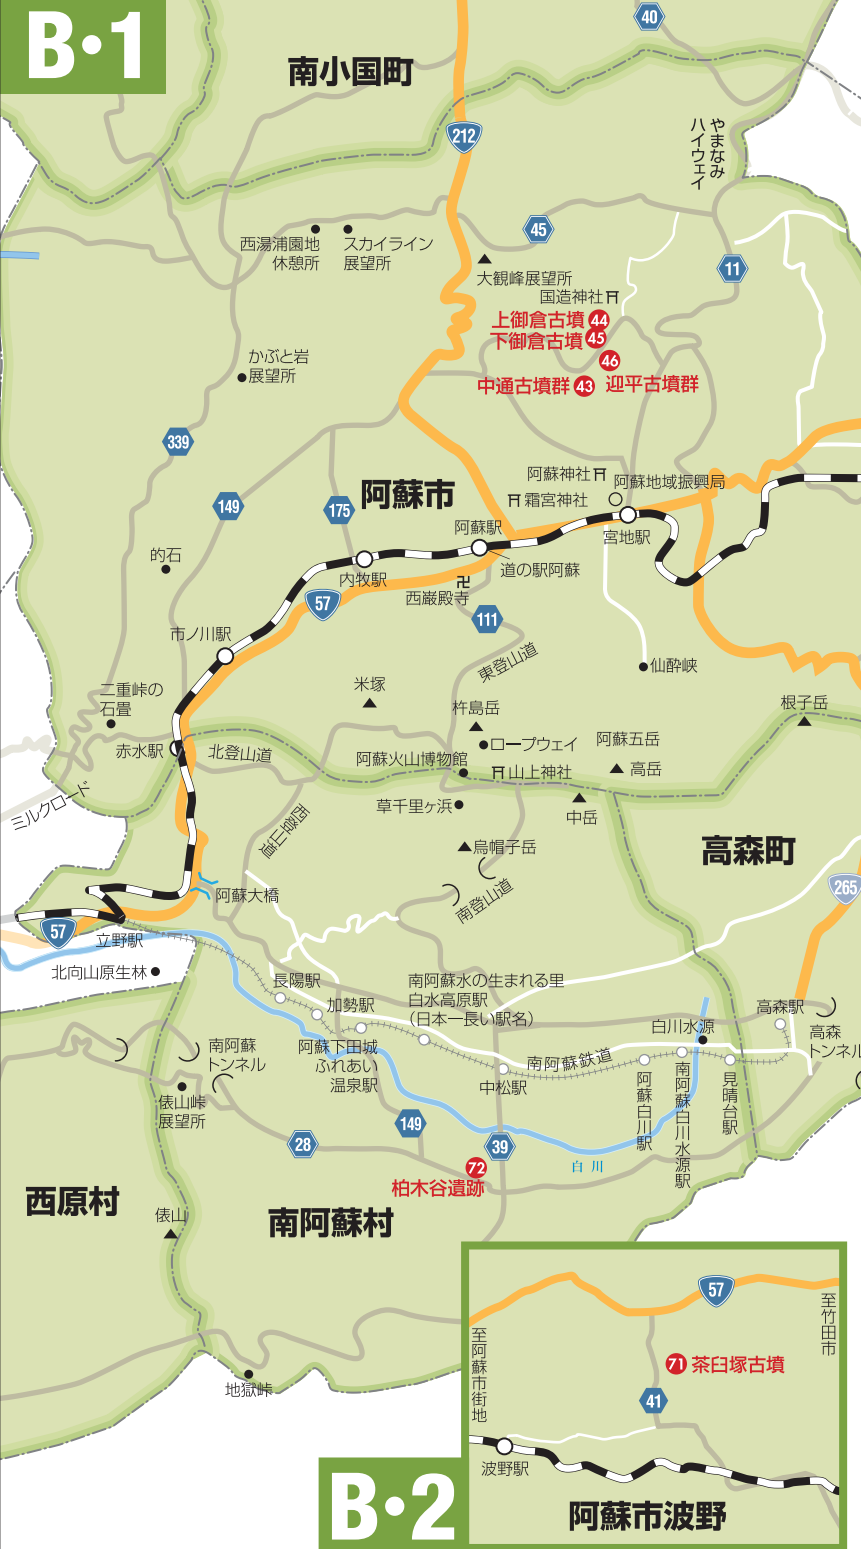 B・1
40
南小国町
212
やまなみ
ハイウェイ
45
西湯浦園地
休憩所
スカイライン
展望所
11
大観峰展望所
国造神社
上御倉古墳 44
下御倉古墳 45
46
中通古墳群 43
迎平古墳群
かぶと岩
展望所
339
149
175
阿蘇市
阿蘇神社
霜宮神社
阿蘇地域振興局
阿蘇駅
宮地駅
道の駅阿蘇
的石
内牧駅
西巌殿寺
57
111
市ノ川駅
東登山道
仙酔峡
米塚
二重峠の
石畳
杵島岳
根子岳
ロープウェイ
阿蘇五岳
赤水駅
北登山道
阿蘇火山博物館
山上神社
高岳
草千里ヶ浜
中岳
ミルクロード
西登山道
烏帽子岳
高森町
265
阿蘇大橋
南登山道
57
立野駅
北向山原生林
長陽駅
加勢駅
南阿蘇水の生まれる里
白水高原駅
(日本一長い駅名)
高森駅
白川水源
高森
トンネル
南阿蘇
トンネル
阿蘇下田城
ふれあい
温泉駅
南阿蘇鉄道
中松駅
阿蘇白川駅
南阿蘇白川水源駅
見晴台駅
俵山峠
展望所
149
28
39
白川
72
柏木谷遺跡
西原村
俵山
南阿蘇村
地獄峠
57
至竹田市
至阿蘇市街地
71 茶臼塚古墳
41
波野駅
B・2
阿蘇市波野